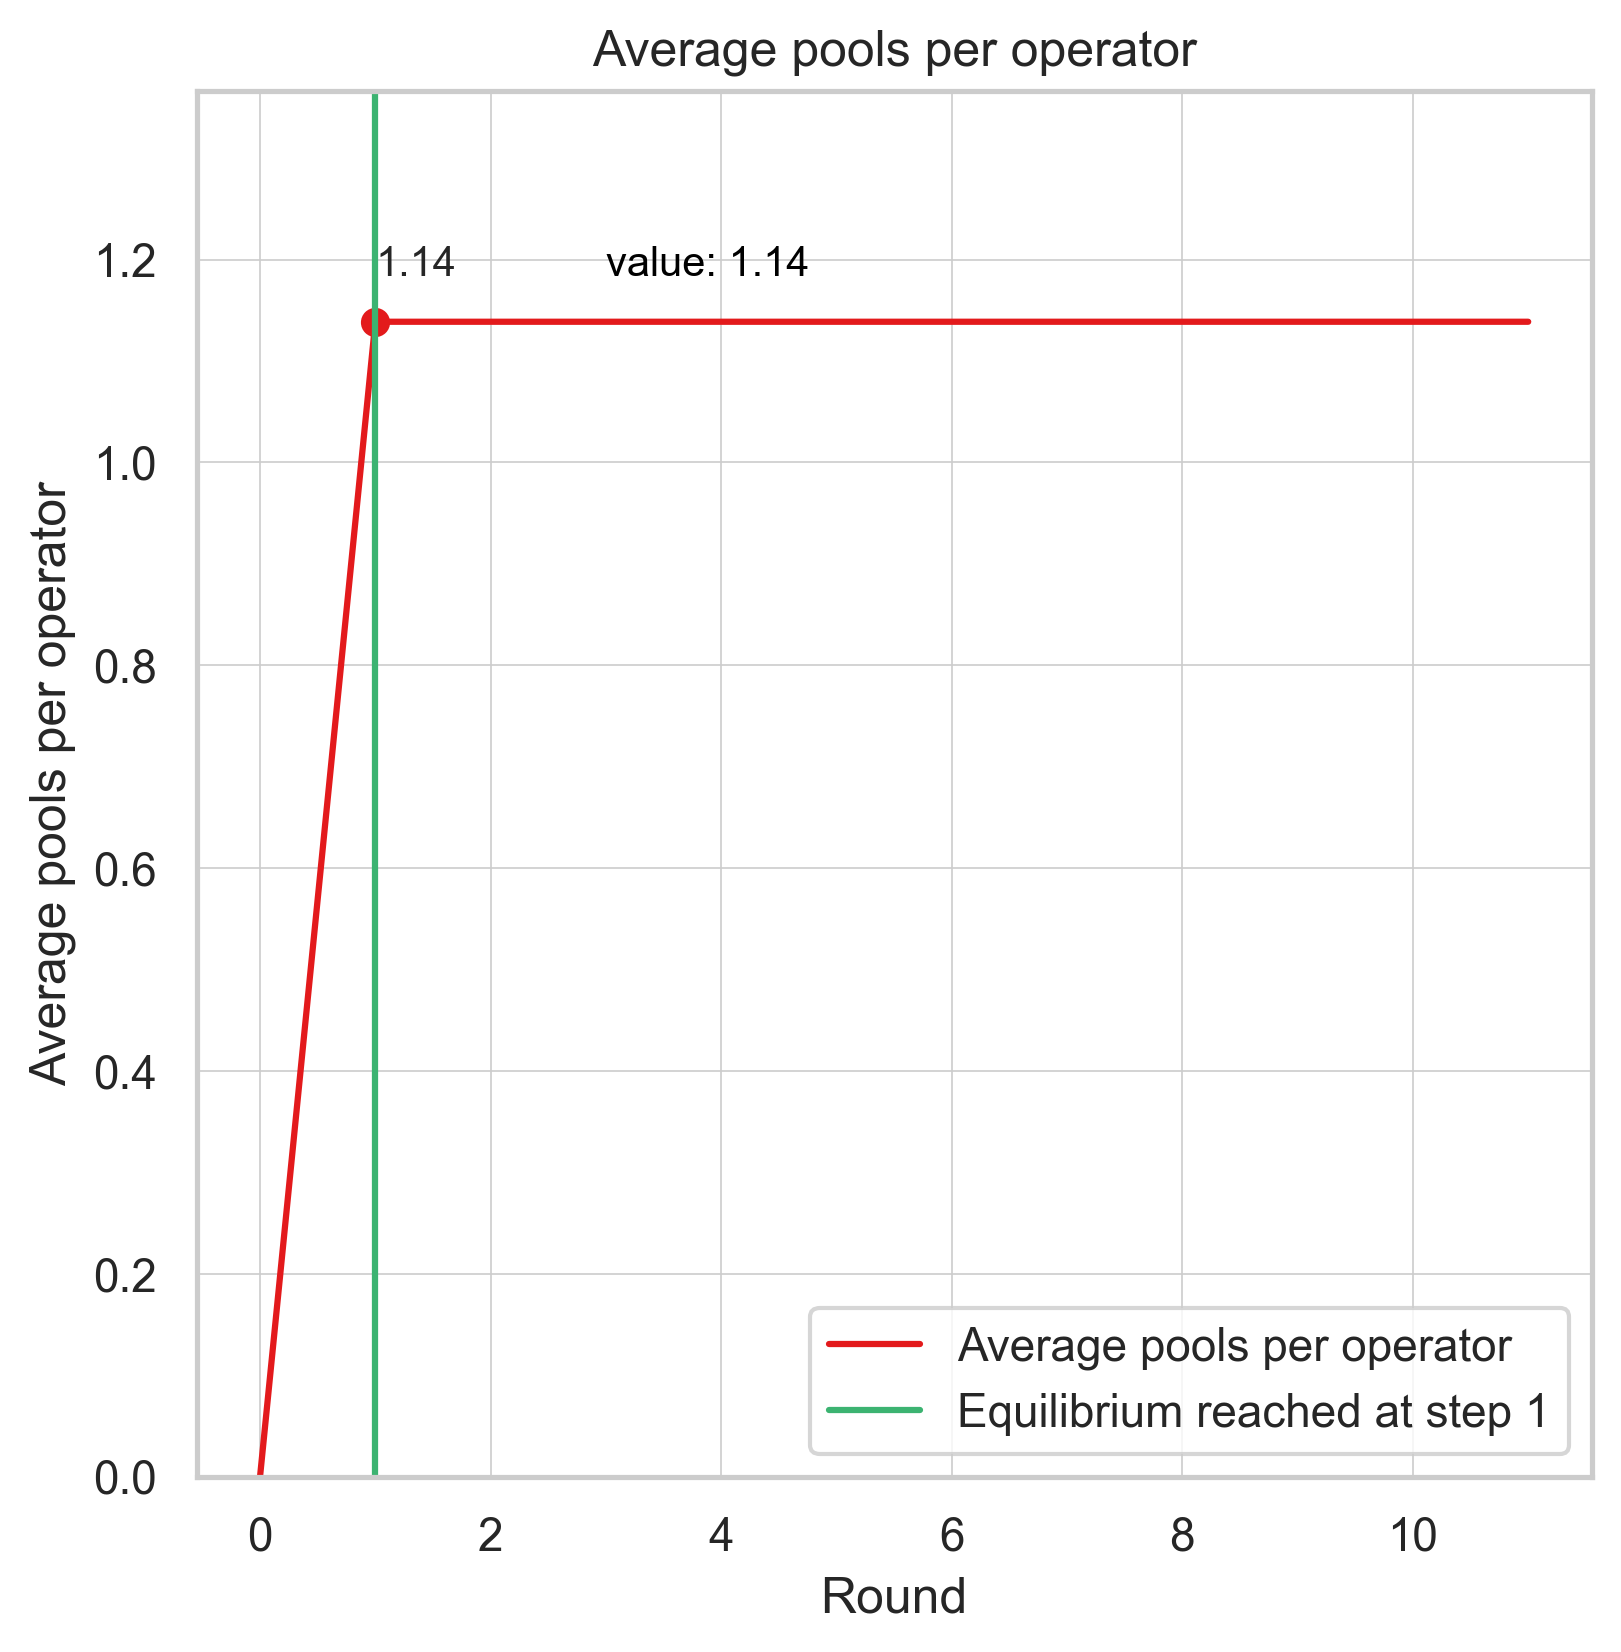 Average pools per operator
1.2
1.14
value: 1.14
1.0
0.8
0.6
0.4
0.2
0.0
Average pools per operator
Average pools per operator
Equilibrium reached at step 1
0 2 4 6 8 10
Round